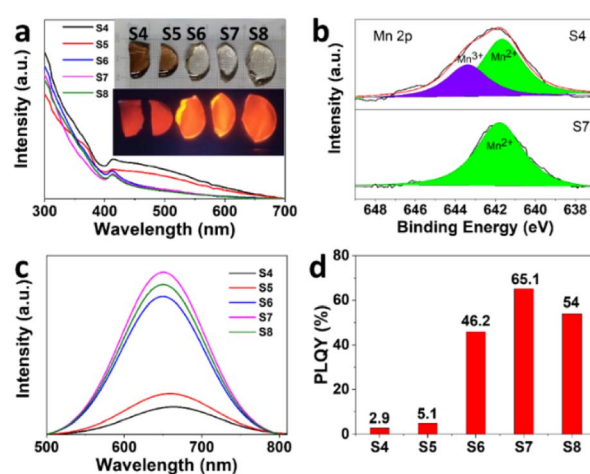 a
S4 S5 S6 S7 S8
S4
S5
S6
S7
S8
Intensity (a.u.)
300 400 500 600 700
Wavelength (nm)
b
Mn 2p
S4
Mn3+
Mn2+
S7
Mn2+
Intensity (a.u.)
648 646 644 642 640 638
Binding Energy (eV)
c
S4
S5
S6
S7
S8
Intensity (a.u.)
500 600 700 800
Wavelength (nm)
d
PLQY (%)
80
60
40
20
0
2.9
5.1
46.2
65.1
54
S4 S5 S6 S7 S8